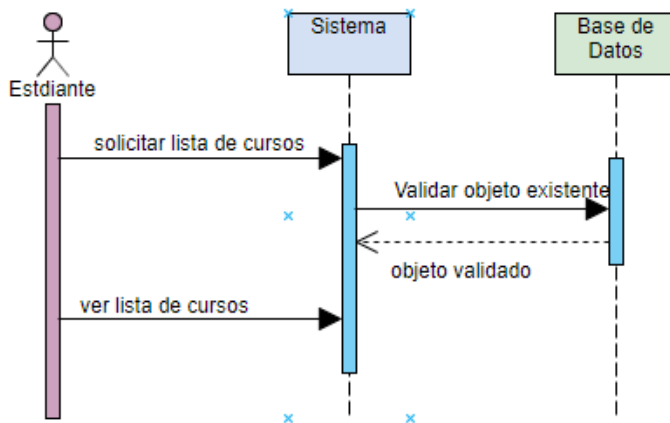 Sistema
Base de
Datos
Estdiante
solicitar lista de cursos
Validar objeto existente
objeto validado
ver lista de cursos